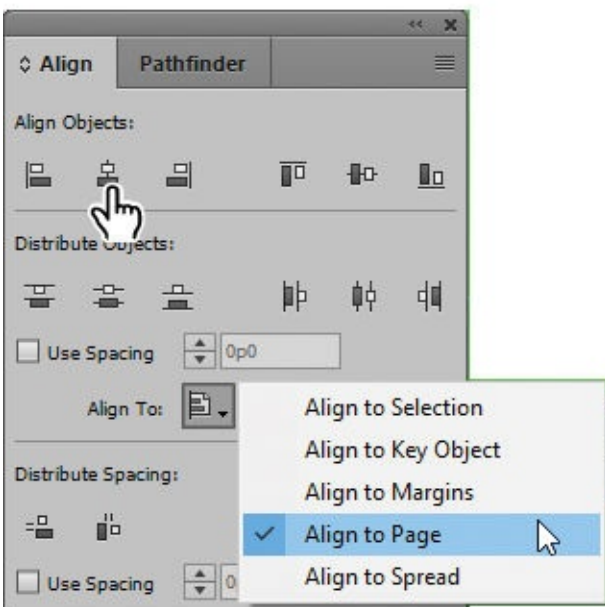 Align
Pathfinder
Align Objects:
Distribute Objects:
Use Spacing
0p0
Align To:
Align to Selection
Align to Key Object
Align to Margins
Align to Page
Align to Spread
Distribute Spacing:
Use Spacing
0